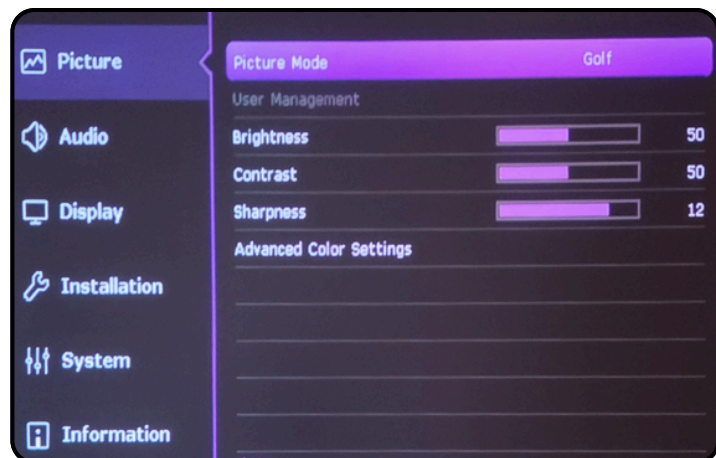 Picture
Audio
Display
Installation
System
Information
Picture Mode Golf
User Management
Brightness 50
Contrast 50
Sharpness 12
Advanced Color Settings